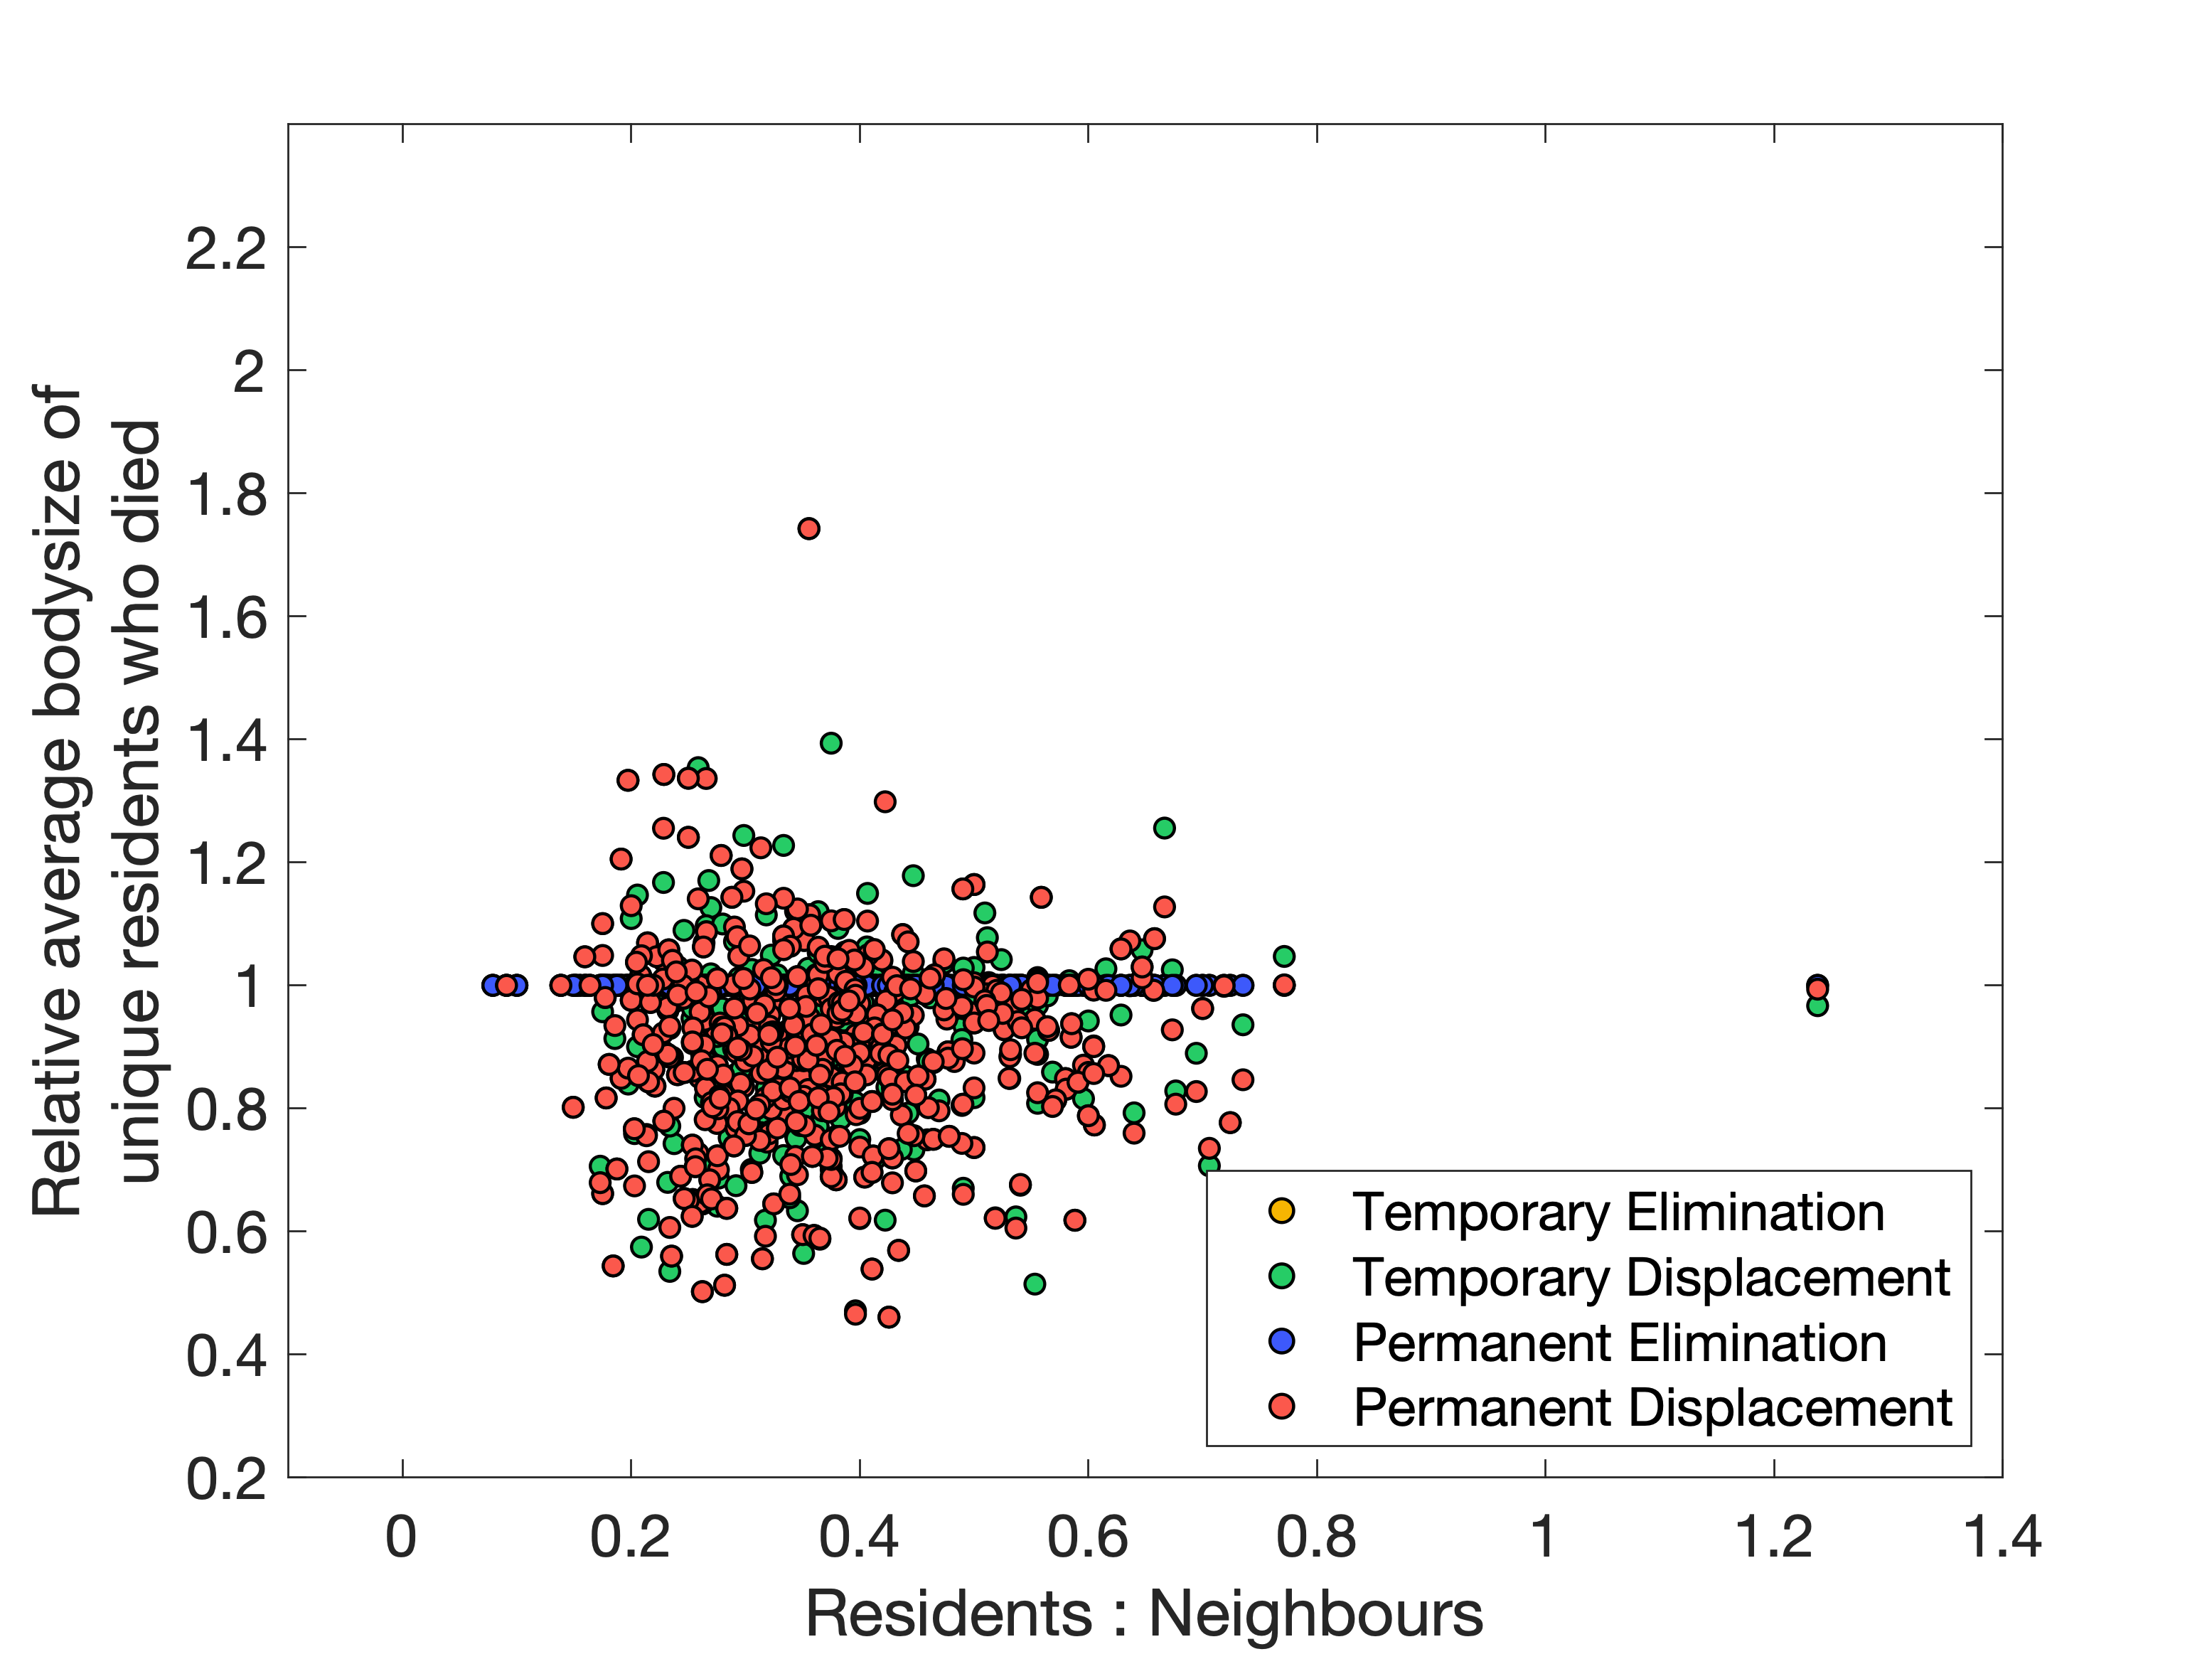 2.2
2
1.8
1.6
1.4
1.2
1
0.8
0.6
0.4
0.2
Relative average bodysize of
unique residents who died
Temporary Elimination
Temporary Displacement
Permanent Elimination
Permanent Displacement
0 0.2 0.4 0.6 0.8 1 1.2 1.4
Residents : Neighbours